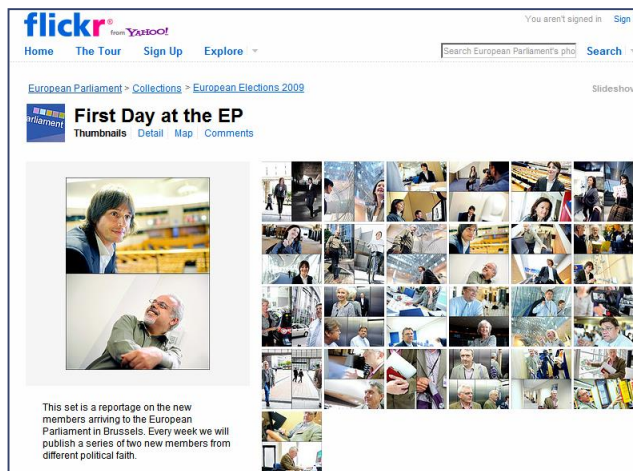 flickr® from YAHOO!
You aren't signed in Sign
Home The Tour Sign Up Explore
Search European Parliament's pho Search
European Parliament > Collections > European Elections 2009
Slideshow
arliament
First Day at the EP
Thumbnails Detail Map Comments
This set is a reportage on the new
members arriving to the European
Parliament in Brussels. Every week we will
publish a series of two new members from
different political faith.